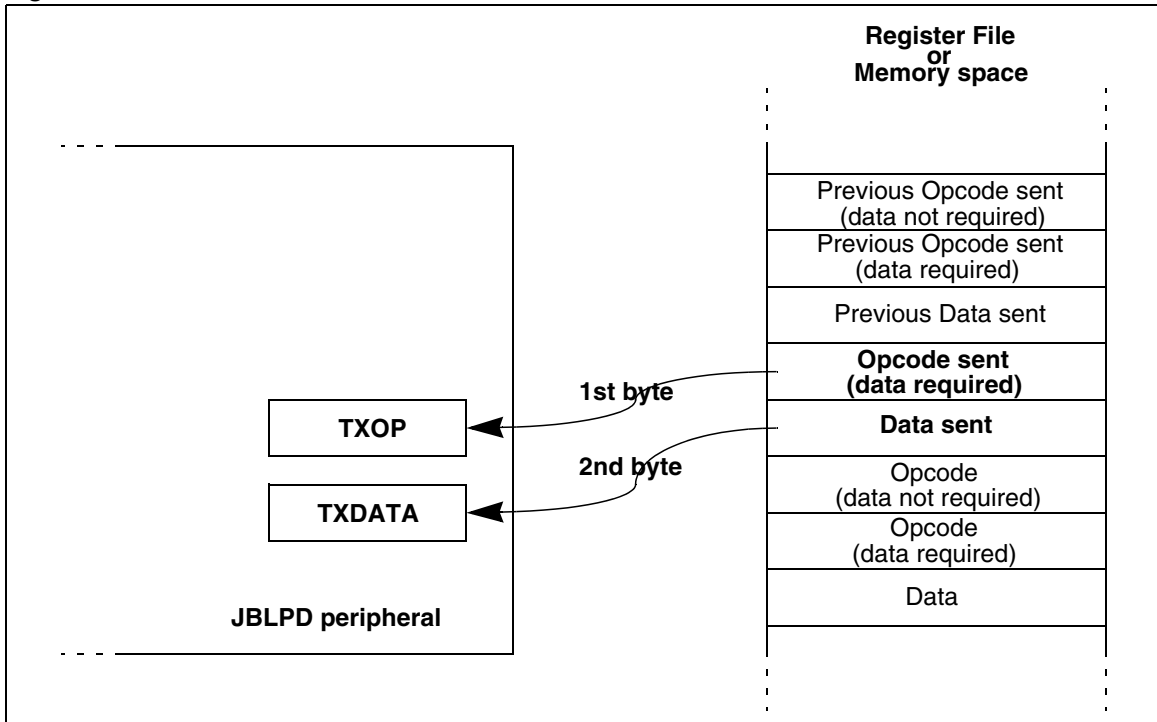 Register File
or
Memory space
Previous Opcode sent
(data not required)
Previous Opcode sent
(data required)
Previous Data sent
Opcode sent
(data required)
Data sent
Opcode
(data not required)
Opcode
(data required)
Data
1st byte
2nd byte
TXOP
TXDATA
JBLPD peripheral